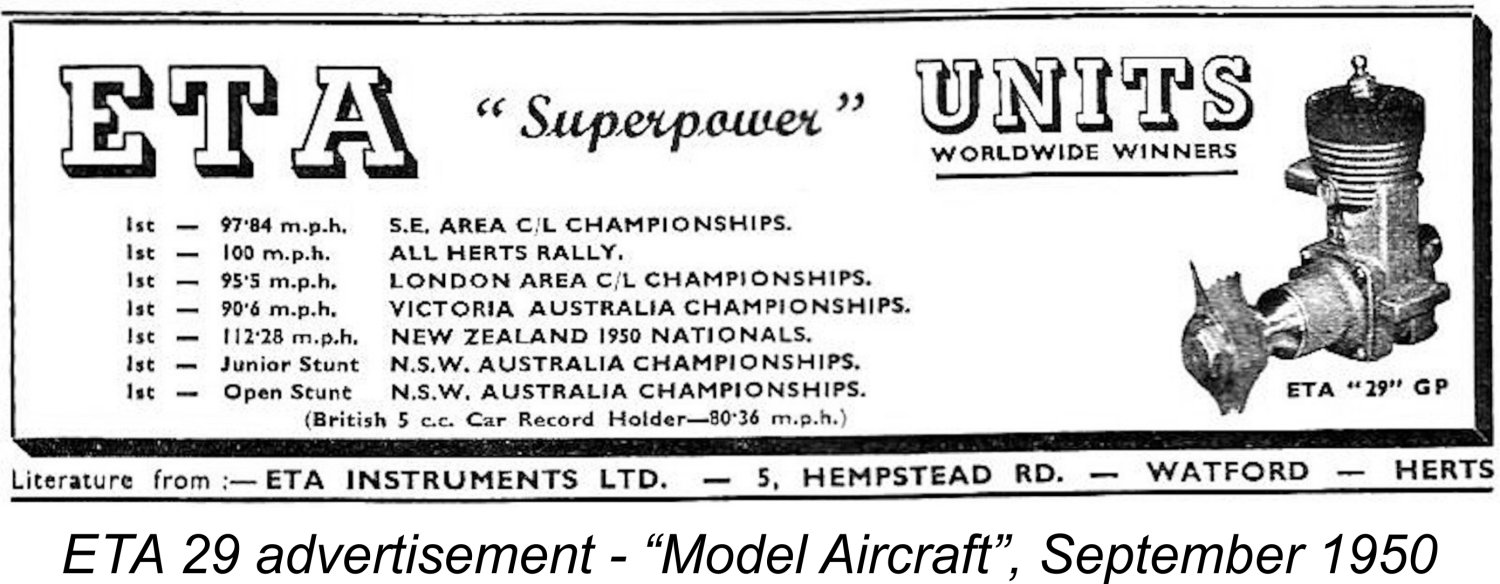 ETA "Superpower" UNITS
WORLDWIDE WINNERS
1st — 97·84 m.p.h. S.E. AREA C/L CHAMPIONSHIPS.
1st — 100 m.p.h. ALL HERTS RALLY.
1st — 95·5 m.p.h. LONDON AREA C/L CHAMPIONSHIPS.
1st — 90·6 m.p.h. VICTORIA AUSTRALIA CHAMPIONSHIPS.
1st — 112·28 m.p.h. NEW ZEALAND 1950 NATIONALS.
1st — Junior Stunt N.S.W. AUSTRALIA CHAMPIONSHIPS.
1st — Open Stunt N.S.W. AUSTRALIA CHAMPIONSHIPS.
(British 5 c.c. Car Record Holder—80·36 m.p.h.)
ETA "29" GP
Literature from :— ETA INSTRUMENTS LTD. — 5, HEMPSTEAD RD. — WATFORD — HERTS
ETA 29 advertisement - “Model Aircraft”, September 1950